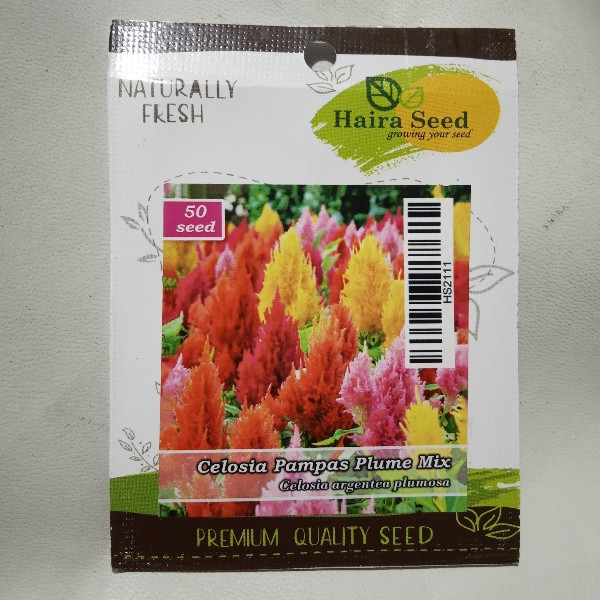 NATURALLY
FRESH
Haira Seed
growing your seed
50
seed
HS2111
Celosia Pampas Plume Mix
Celosia argentea plumosa
PREMIUM QUALITY SEED